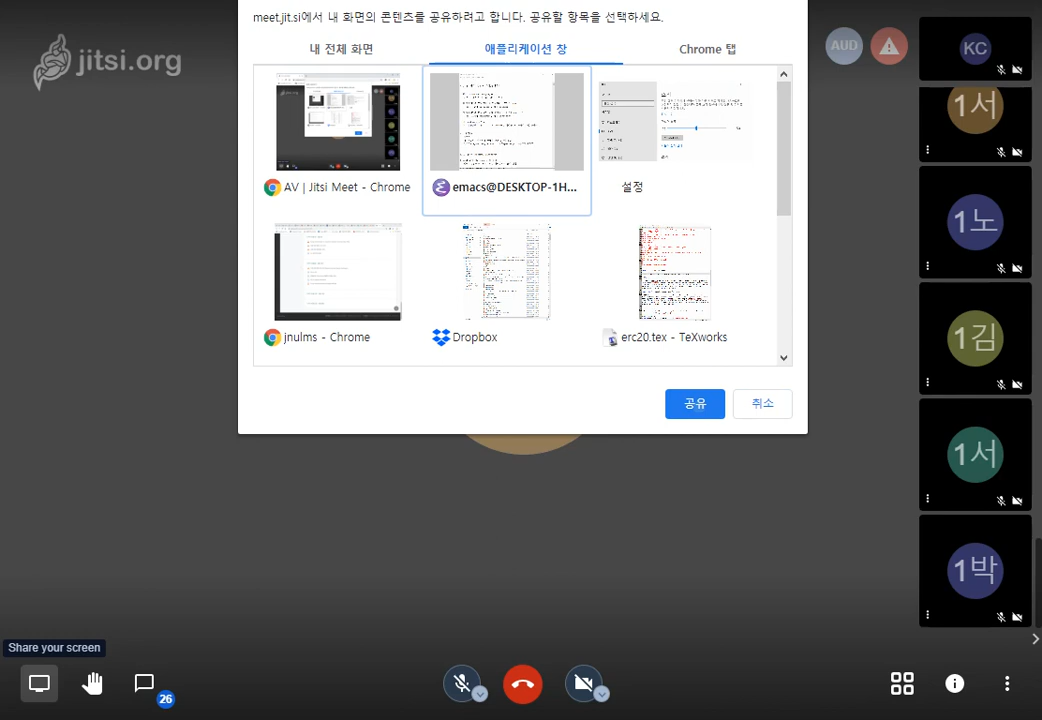 meet.jit.si에서 내 화면의 콘텐츠를 공유하려고 합니다. 공유할 항목을 선택하세요.
내 전체 화면
애플리케이션 창
Chrome 탭
jitsi.org
AUD
KC
AV | Jitsi Meet - Chrome
emacs@DESKTOP-1H...
설정
1서
1노
jnulms - Chrome
Dropbox
erc20.tex - TeXworks
1김
공유
취소
1서
1박
Share your screen
26